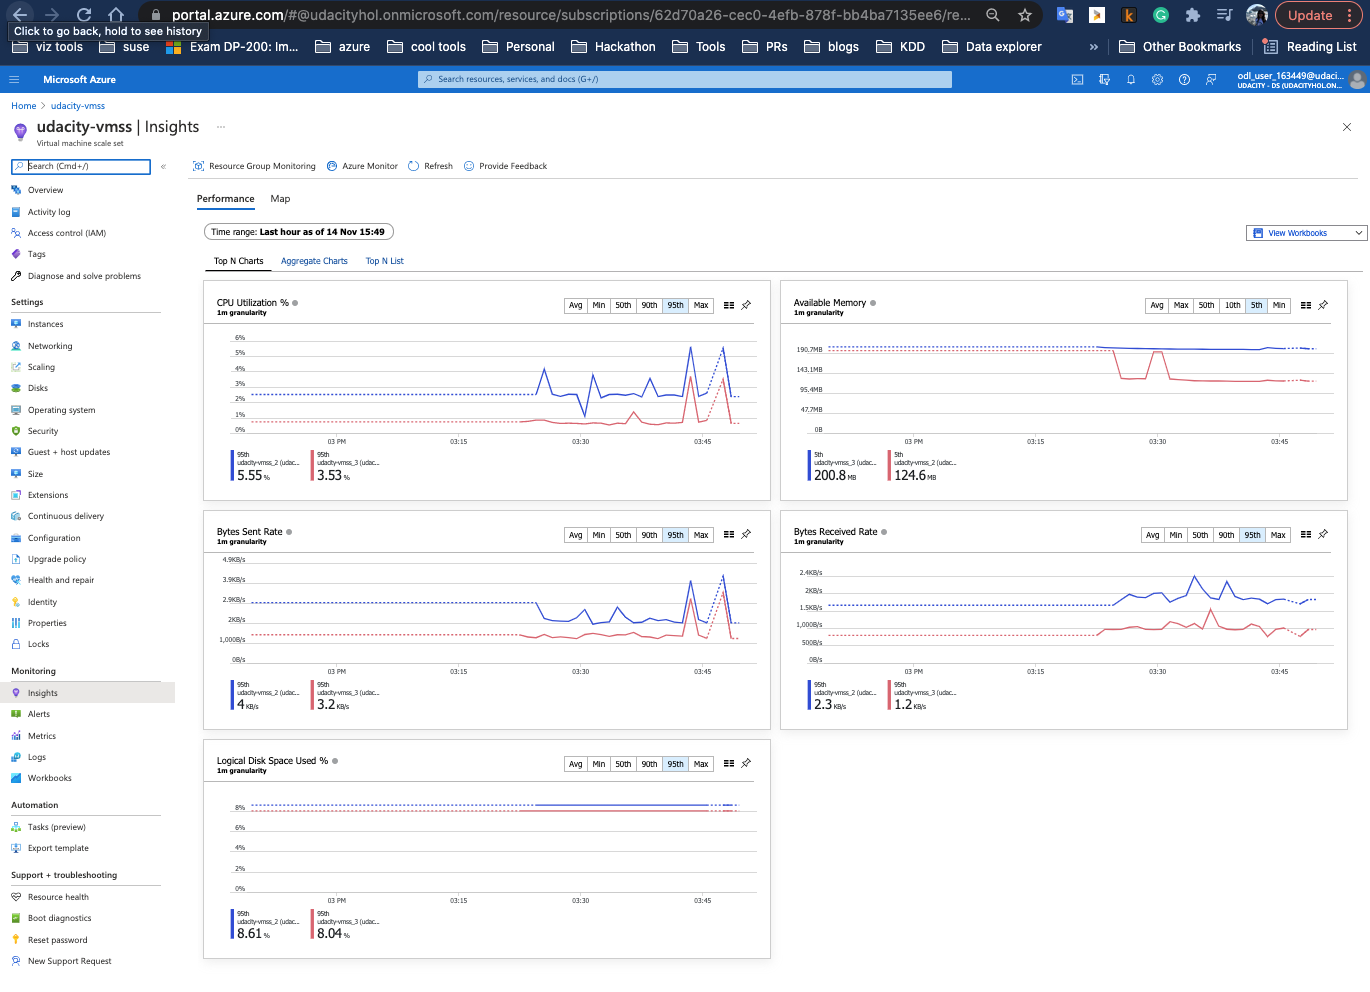 portal.azure.com/#@udacityhol.onmicrosoft.com/resource/subscriptions/62d70a26-cec0-4efb-878f-bb4ba7135ee6/re...
Update
Click to go back, hold to see history
viz tools
suse
Exam DP-200: Im...
azure
cool tools
Personal
Hackathon
Tools
PRs
blogs
KDD
Data explorer
»
Other Bookmarks
Reading List
Microsoft Azure
Search resources, services, and docs (G+/)
odl_user_163449@udaci...
UDACITY - DS (UDACITYHOL.ON...
Home > udacity-vmss
udacity-vmss | Insights ...
Virtual machine scale set
Search (Cmd+/)
«
Resource Group Monitoring
Azure Monitor
Refresh
Provide Feedback
Overview
Activity log
Access control (IAM)
Tags
Diagnose and solve problems
Settings
Instances
Networking
Scaling
Disks
Operating system
Security
Guest + host updates
Size
Extensions
Continuous delivery
Configuration
Upgrade policy
Health and repair
Identity
Properties
Locks
Monitoring
Insights
Alerts
Metrics
Logs
Workbooks
Automation
Tasks (preview)
Export template
Support + troubleshooting
Resource health
Boot diagnostics
Reset password
New Support Request
Performance
Map
Time range: Last hour as of 14 Nov 15:49
View Workbooks
Top N Charts
Aggregate Charts
Top N List
CPU Utilization %
1m granularity
Avg Min 50th 90th 95th Max
6%
5%
4%
3%
2%
1%
0%
03 PM 03:15 03:30 03:45
95th
udacity-vmss_2 (udac...
5.55 %
95th
udacity-vmss_3 (udac...
3.53 %
Available Memory
1m granularity
Avg Max 50th 10th 5th Min
190.7MB
143.1MB
95.4MB
47.7MB
0B
03 PM 03:15 03:30 03:45
5th
udacity-vmss_3 (udac...
200.8 MB
5th
udacity-vmss_2 (udac...
124.6 MB
Bytes Sent Rate
1m granularity
Avg Min 50th 90th 95th Max
4.9KB/s
3.9KB/s
2.9KB/s
2KB/s
1,000B/s
0B/s
03 PM 03:15 03:30 03:45
95th
udacity-vmss_2 (udac...
4 KB/s
95th
udacity-vmss_3 (udac...
3.2 KB/s
Bytes Received Rate
1m granularity
Avg Min 50th 90th 95th Max
2.4KB/s
2KB/s
1.5KB/s
1,000B/s
500B/s
0B/s
03 PM 03:15 03:30 03:45
95th
udacity-vmss_2 (udac...
2.3 KB/s
95th
udacity-vmss_3 (udac...
1.2 KB/s
Logical Disk Space Used %
1m granularity
Avg Min 50th 90th 95th Max
8%
6%
4%
2%
0%
03 PM 03:15 03:30 03:45
95th
udacity-vmss_2 (udac...
8.61 %
95th
udacity-vmss_3 (udac...
8.04 %